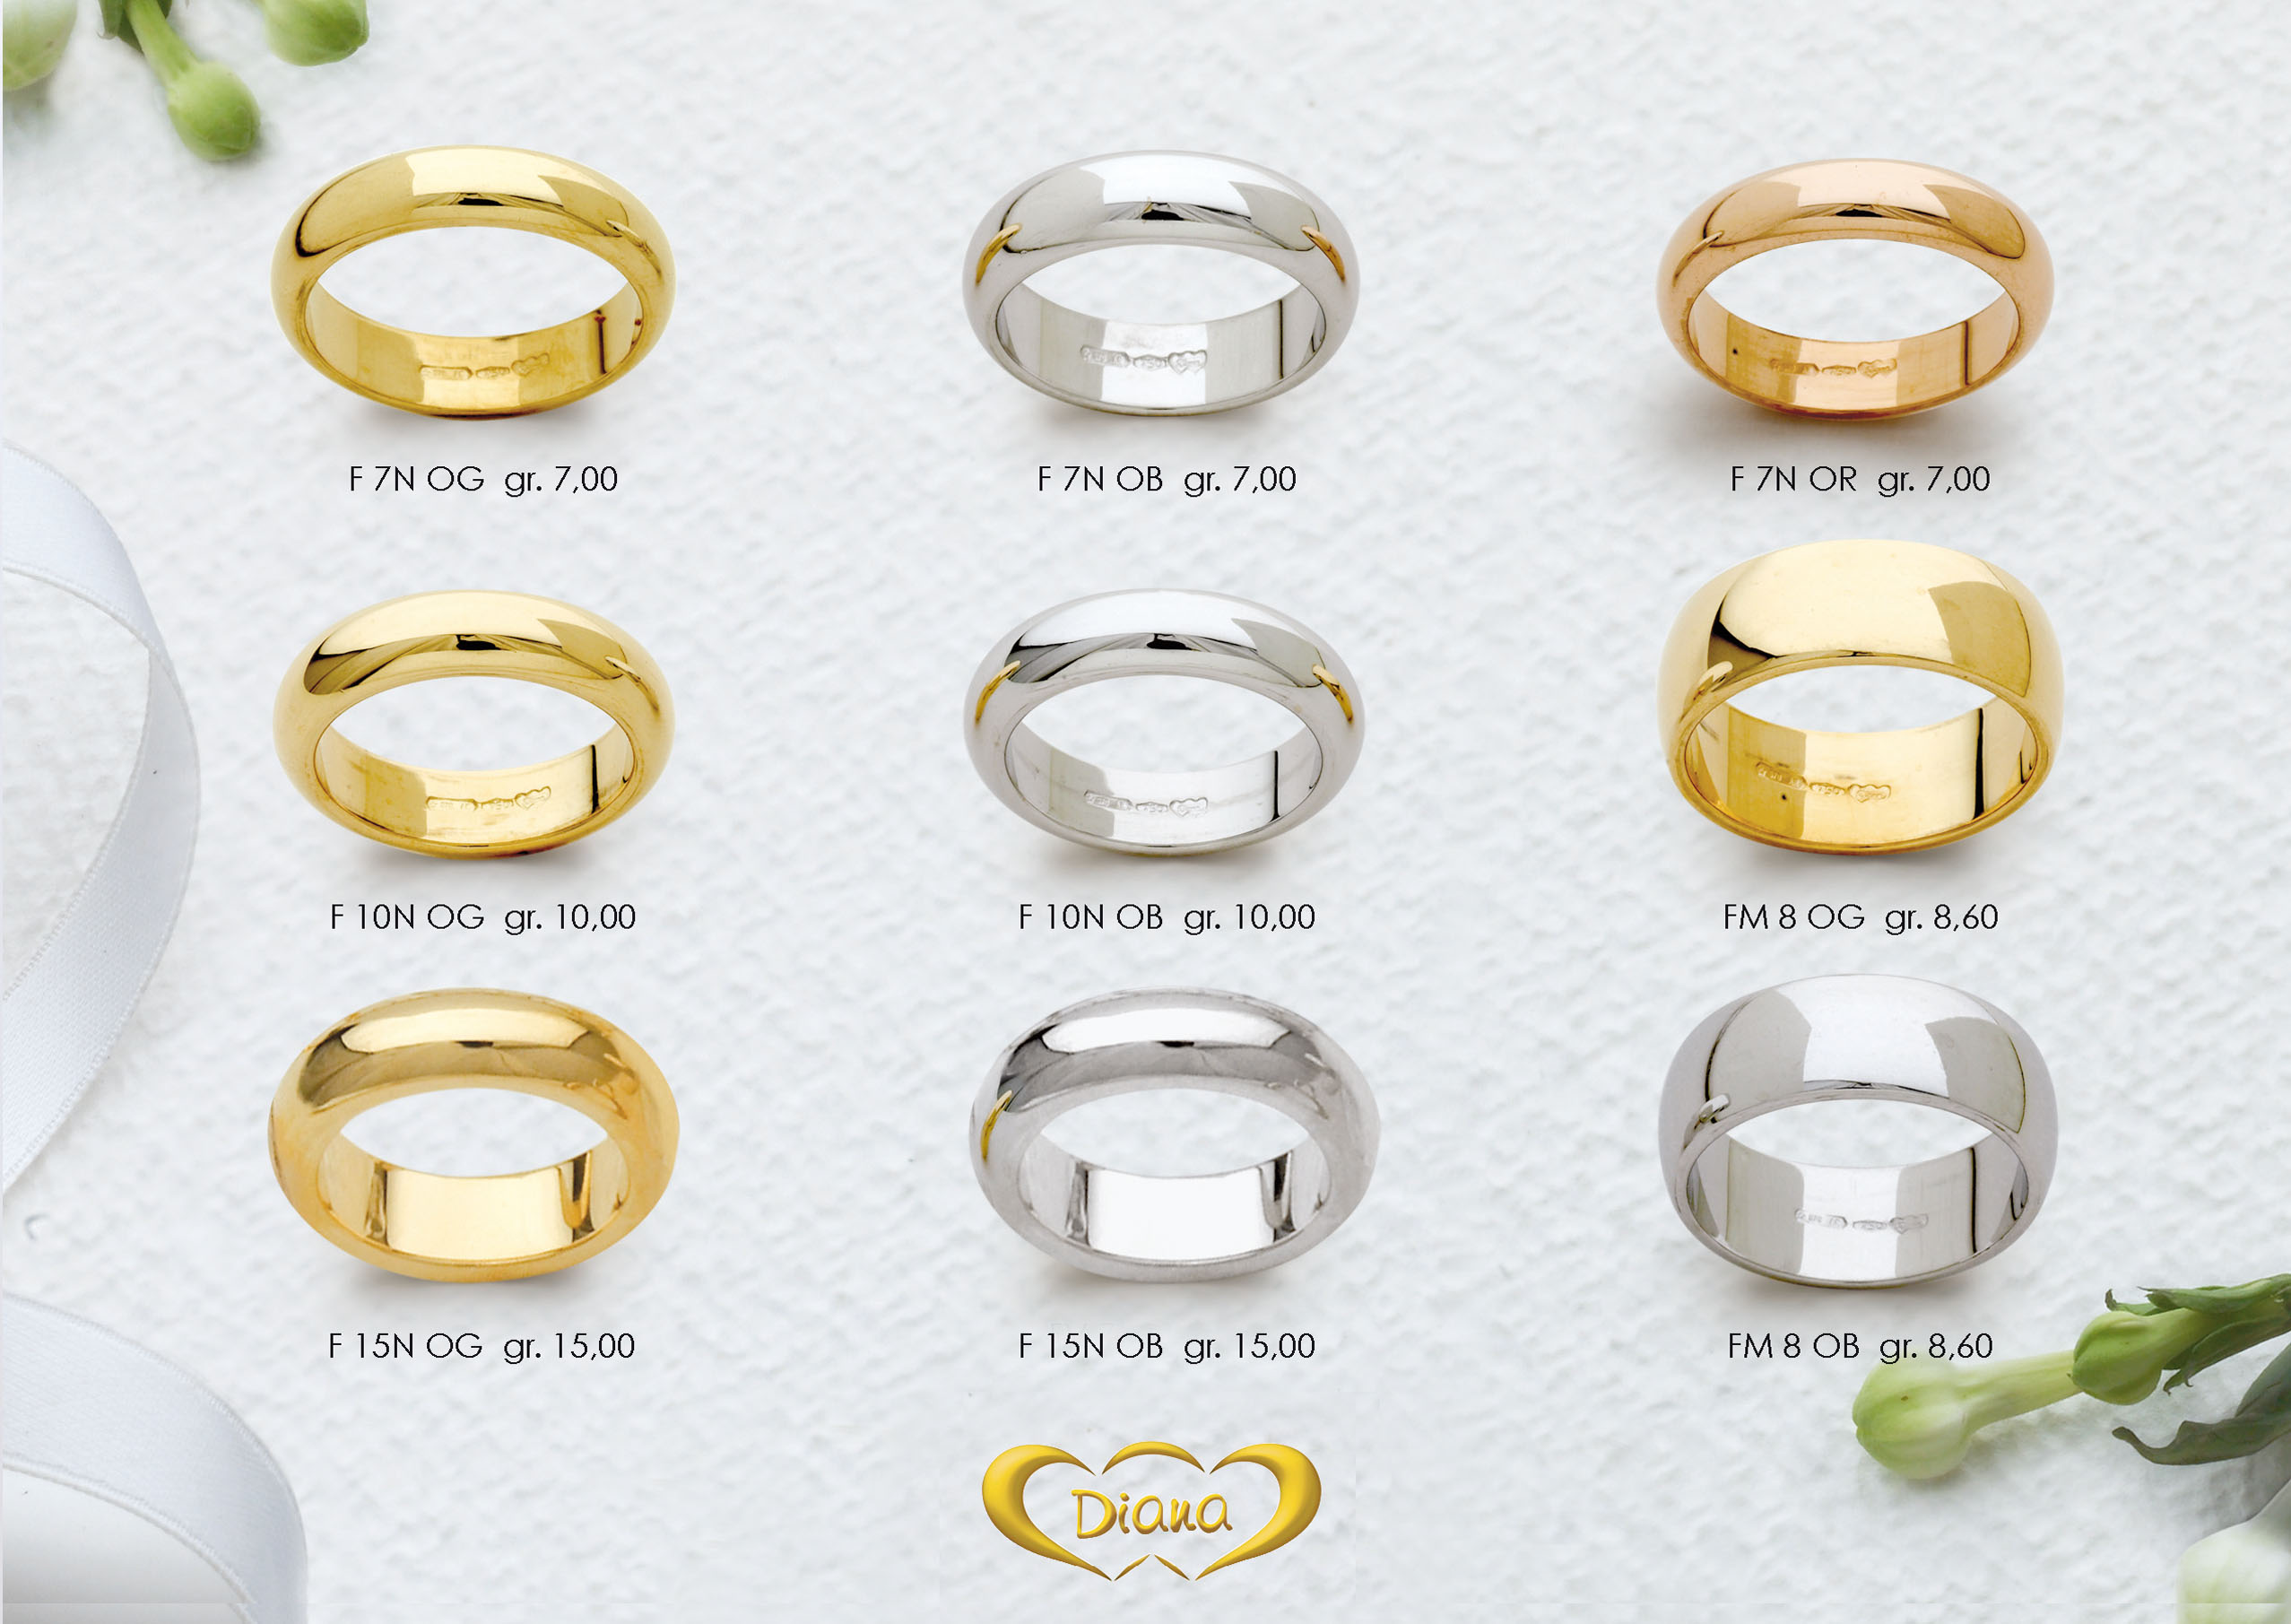 F 7N OG gr. 7,00
F 7N OB gr. 7,00
F 7N OR gr. 7,00
F 10N OG gr. 10,00
F 10N OB gr. 10,00
FM 8 OG gr. 8,60
F 15N OG gr. 15,00
F 15N OB gr. 15,00
FM 8 OB gr. 8,60
Diana